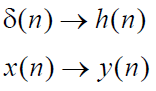 δ(n) → h(n)
x(n) → y(n)